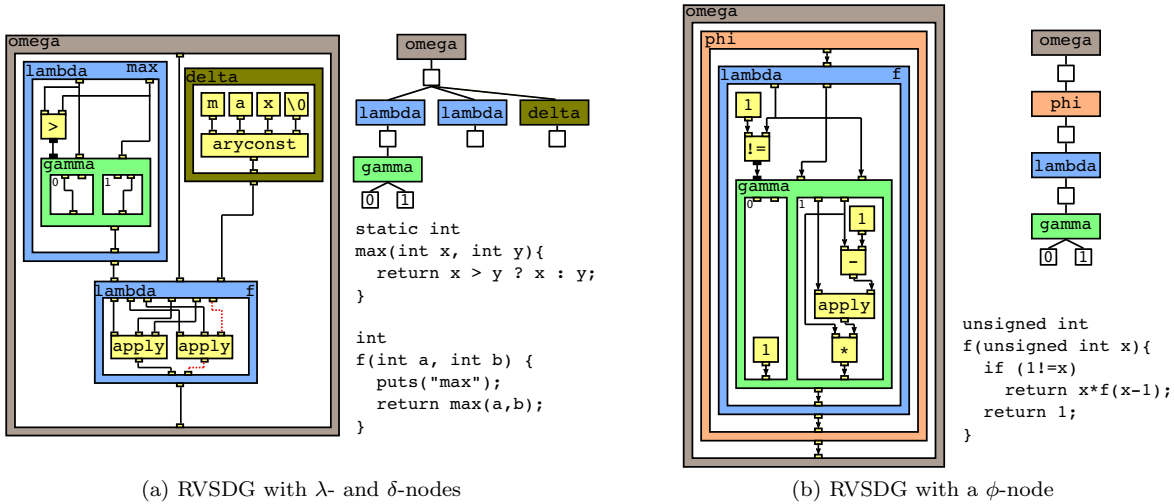 omega
lambda max
delta
m a x \0
>
aryconst
gamma
0 1
lambda f
apply apply
omega
lambda lambda delta
gamma
0 1
static int
max(int x, int y){
  return x > y ? x : y;
}
int
f(int a, int b) {
  puts("max");
  return max(a,b);
}
(a) RVSDG with λ- and δ-nodes
omega
phi
lambda f
1
!=
gamma
0 1
1
-
apply
1 *
omega
phi
lambda
gamma
0 1
unsigned int
f(unsigned int x){
  if (1!=x)
    return x*f(x-1);
  return 1;
}
(b) RVSDG with a ϕ-node